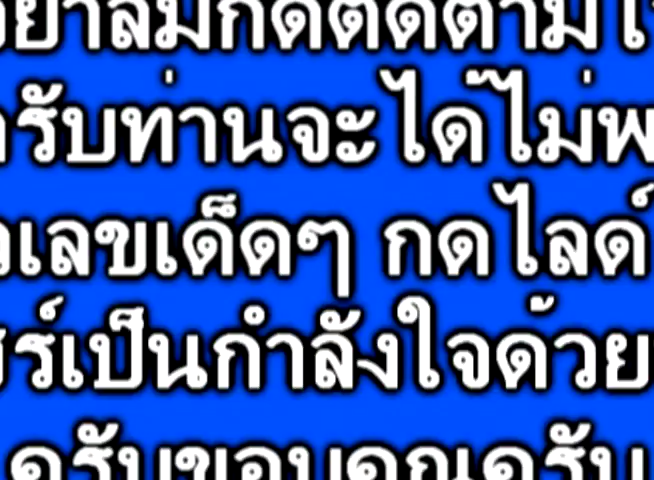 อย่าลืมกดติดตามไ
ครับท่านจะได้ไม่พ
เลขเด็ดๆ กดไลด์
ร์เป็นกำลังใจด้วย
ครับขอบคุณครับ